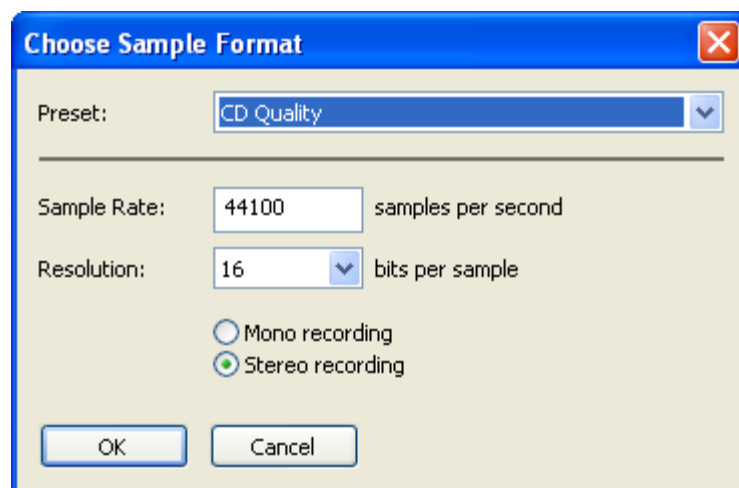 Choose Sample Format
Preset: CD Quality
Sample Rate: 44100 samples per second
Resolution: 16 bits per sample
Mono recording
Stereo recording
OK Cancel